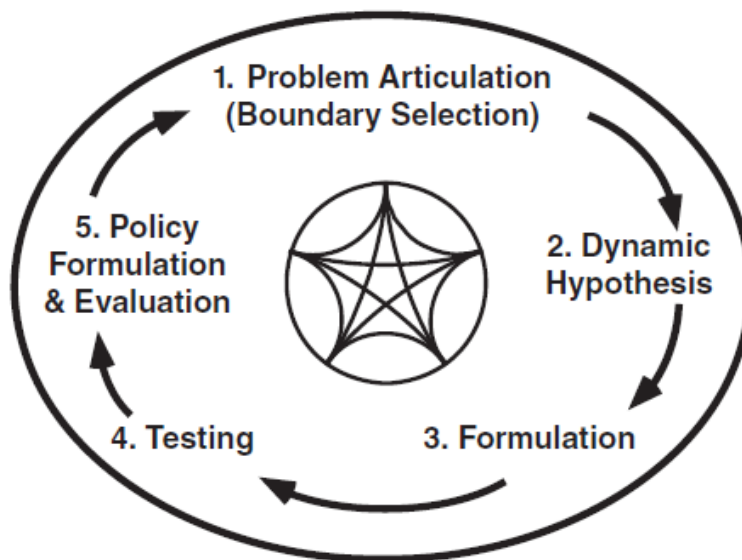 1. Problem Articulation
(Boundary Selection)
2. Dynamic
Hypothesis
3. Formulation
4. Testing
5. Policy
Formulation
& Evaluation